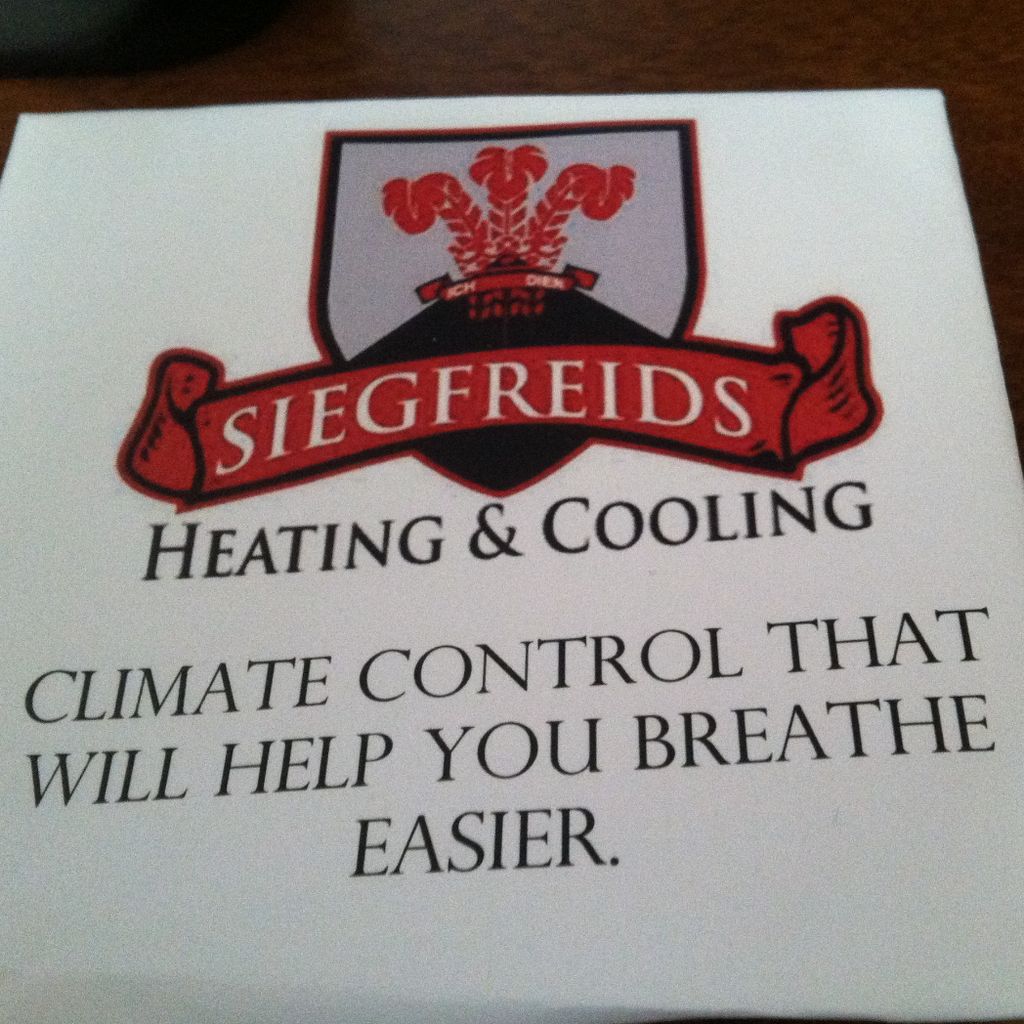 ICH DIEN
SIEGFREIDS
HEATING & COOLING
CLIMATE CONTROL THAT
WILL HELP YOU BREATHE
EASIER.